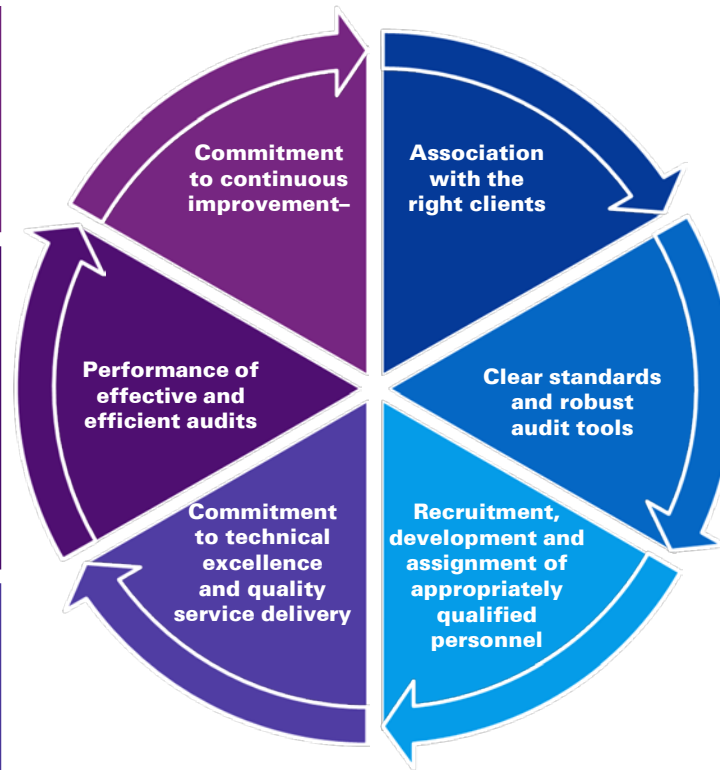 Commitment
to continuous
improvement–
Association
with the
right clients
Clear standards
and robust
audit tools
Recruitment,
development and
assignment of
appropriately
qualified
personnel
Commitment
to technical
excellence
and quality
service delivery
Performance of
effective and
efficient audits